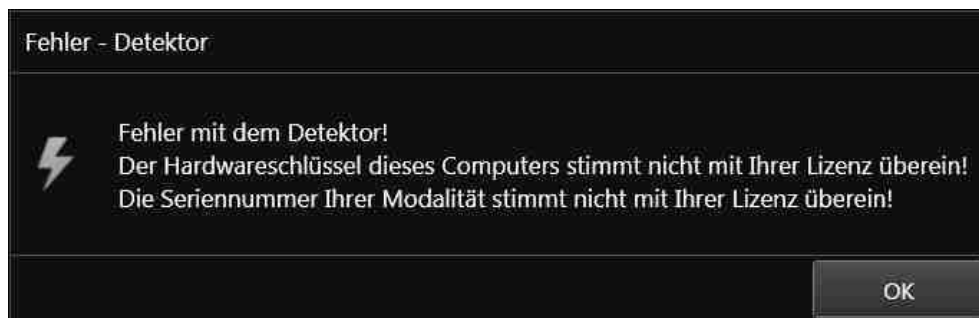 Fehler - Detektor
Fehler mit dem Detektor!
Der Hardwareschlüssel dieses Computers stimmt nicht mit Ihrer Lizenz überein!
Die Seriennummer Ihrer Modalität stimmt nicht mit Ihrer Lizenz überein!
OK